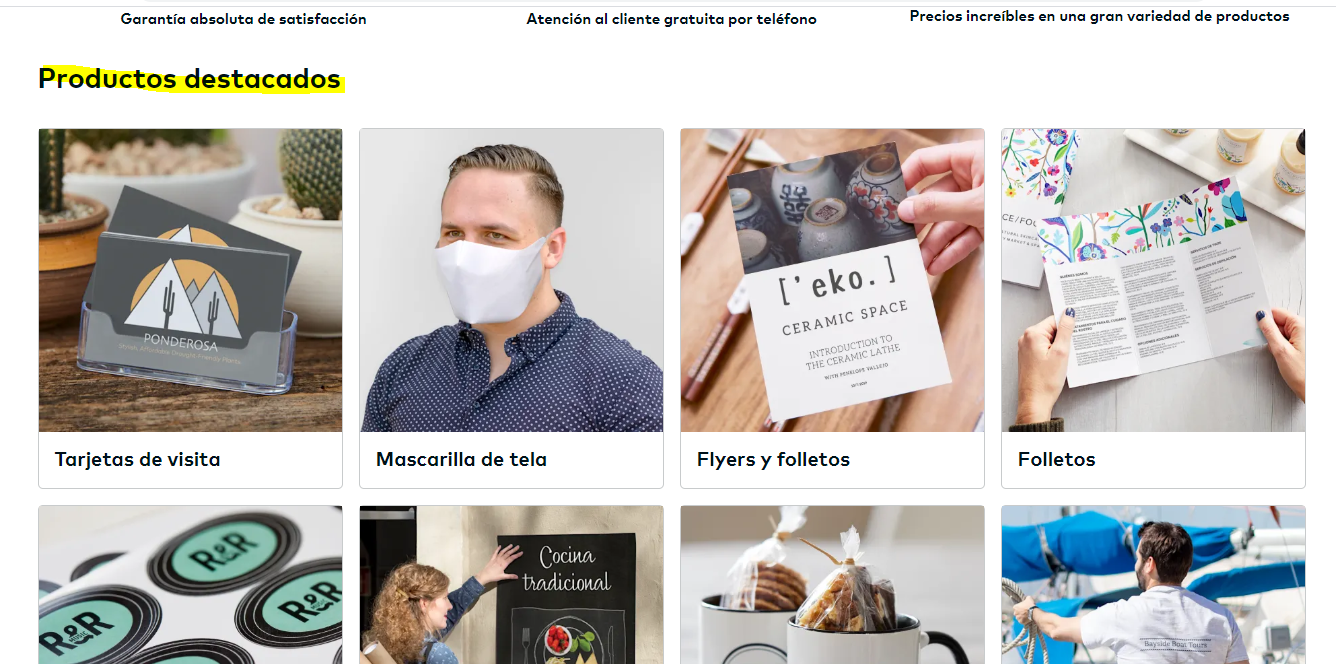 Garantía absoluta de satisfacción
Atención al cliente gratuita por teléfono
Precios increíbles en una gran variedad de productos
Productos destacados
PONDEROSA
['eko.]
CERAMIC SPACE
INTRODUCTION TO
THE CERAMIC LATHE
WITH PENELOPE VALLEJO
Tarjetas de visita
Mascarilla de tela
Flyers y folletos
Folletos
R&R
R&R
R&R
Cocina
tradicional
Bayside Boat Tours